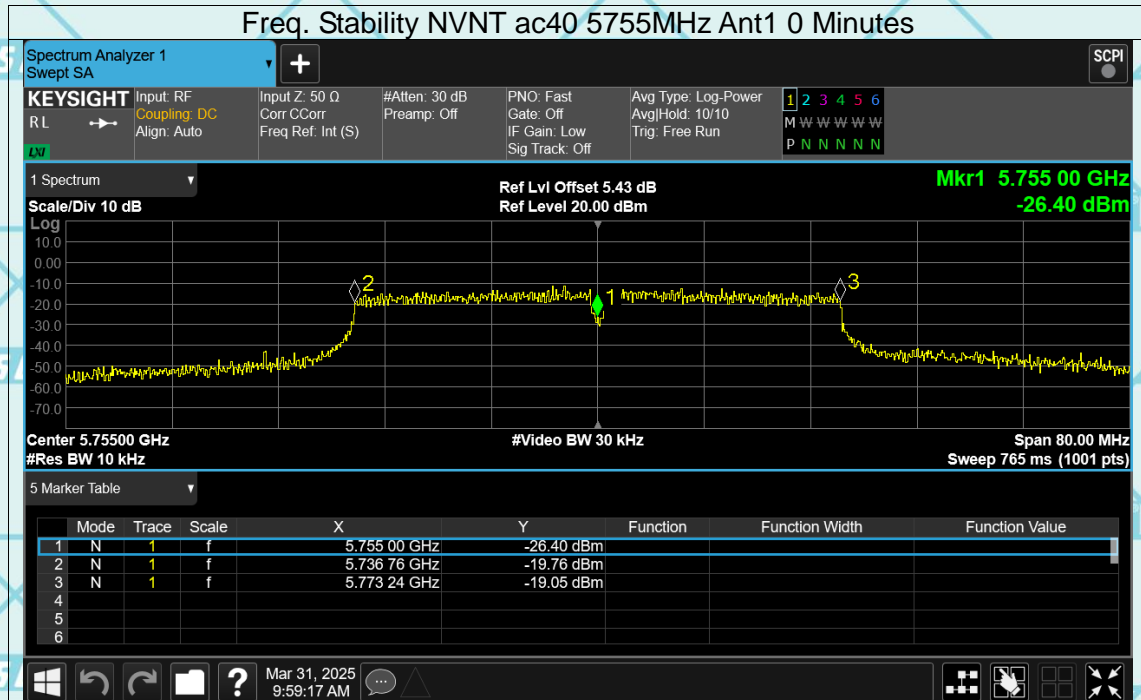 Freq. Stability NVNT ac40 5755MHz Ant1 0 Minutes
Spectrum Analyzer 1
Swept SA
+
SCPI
KEYSIGHT
R L
LXI
Input: RF
Coupling: DC
Align: Auto
Input Z: 50 Ω
Corr CCorr
Freq Ref: Int (S)
#Atten: 30 dB
Preamp: Off
PNO: Fast
Gate: Off
IF Gain: Low
Sig Track: Off
Avg Type: Log-Power
Avg|Hold: 10/10
Trig: Free Run
1 2 3 4 5 6
M W W W W W
P N N N N N
1 Spectrum
Scale/Div 10 dB
Ref Lvl Offset 5.43 dB
Ref Level 20.00 dBm
Mkr1 5.755 00 GHz
-26.40 dBm
Log
10.0
0.00
-10.0
-20.0
-30.0
-40.0
-50.0
-60.0
-70.0
2
1
3
Center 5.75500 GHz
#Video BW 30 kHz
Span 80.00 MHz
#Res BW 10 kHz
Sweep 765 ms (1001 pts)
5 Marker Table
Mode Trace Scale X Y Function Function Width Function Value
1 N 1 f 5.755 00 GHz -26.40 dBm
2 N 1 f 5.736 76 GHz -19.76 dBm
3 N 1 f 5.773 24 GHz -19.05 dBm
4
5
6
?
Mar 31, 2025
9:59:17 AM